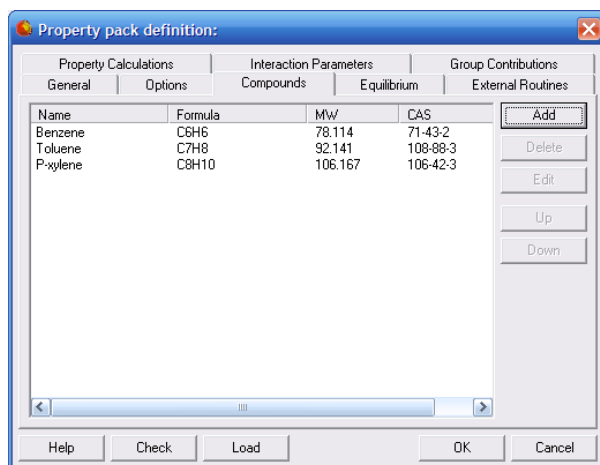 Property pack definition:
Property Calculations Interaction Parameters Group Contributions
General Options Compounds Equilibrium External Routines
Name Formula MW CAS Add
Benzene C6H6 78.114 71-43-2
Toluene C7H8 92.141 108-88-3 Delete
P-xylene C8H10 106.167 106-42-3
Edit
Up
Down
Help Check Load OK Cancel